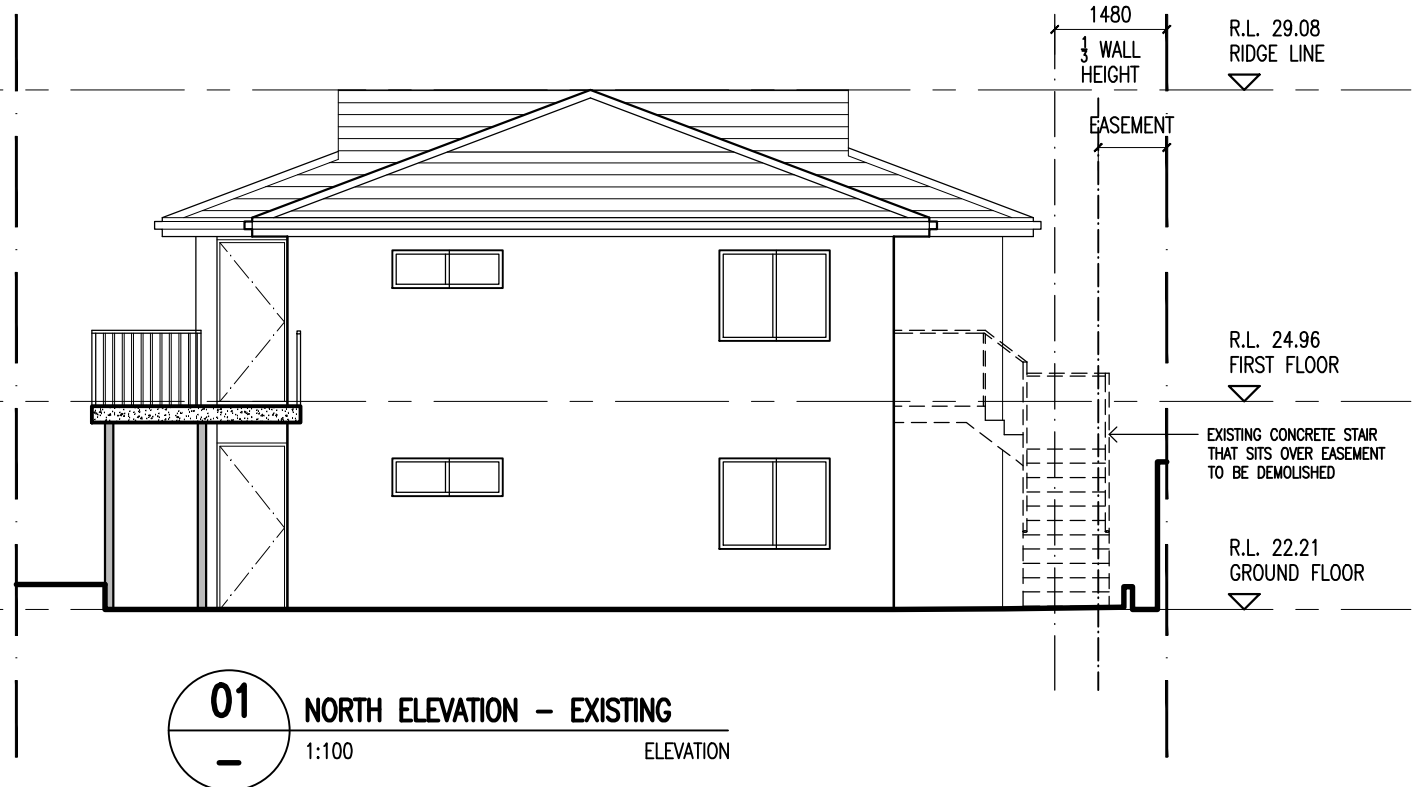 1480
1/3 WALL
HEIGHT
EASEMENT
R.L. 29.08
RIDGE LINE
R.L. 24.96
FIRST FLOOR
EXISTING CONCRETE STAIR
THAT SITS OVER EASEMENT
TO BE DEMOLISHED
R.L. 22.21
GROUND FLOOR
01
–
NORTH ELEVATION – EXISTING
1:100 ELEVATION